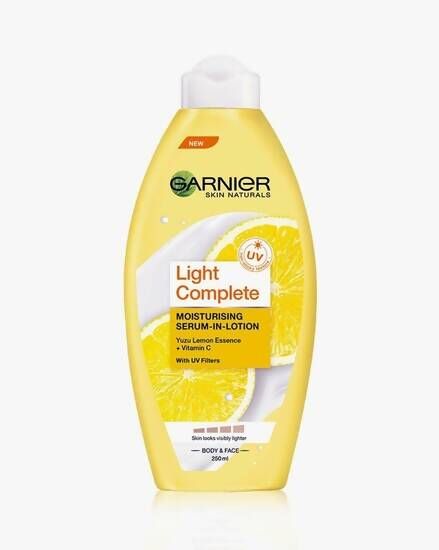 NEW
GARNIER
SKIN NATURALS
UV
Light
Complete
MOISTURISING
SERUM-IN-LOTION
Yuzu Lemon Essence
+ Vitamin C
With UV Filters
Skin looks visibly lighter
BODY & FACE
250ml